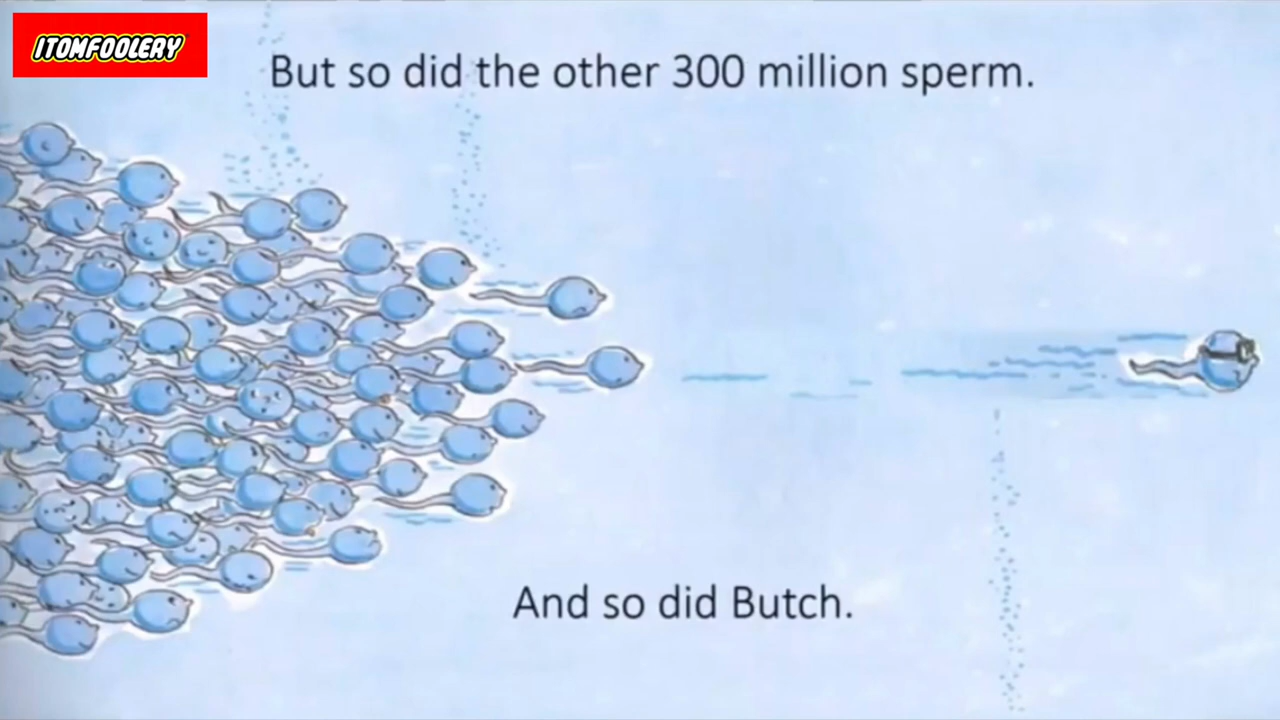 ITOMFOOLERY
But so did the other 300 million sperm.
And so did Butch.